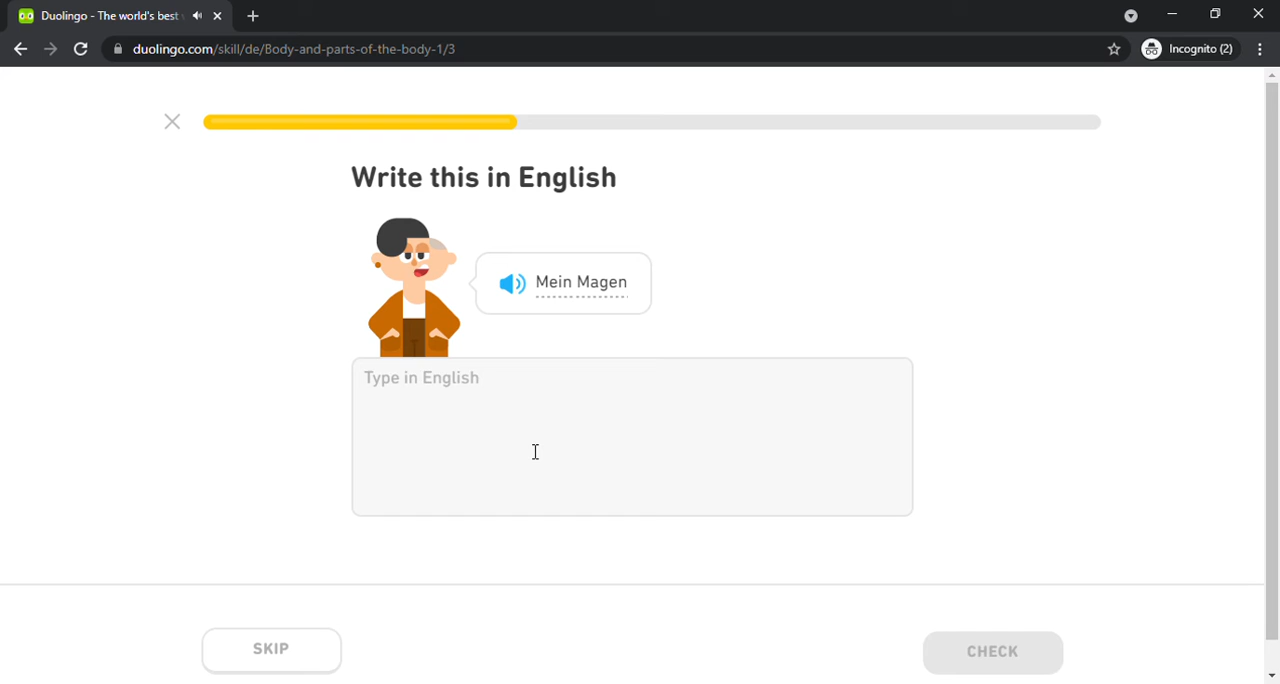 Duolingo - The world's best
duolingo.com/skill/de/Body-and-parts-of-the-body-1/3
Incognito (2)
Write this in English
Mein Magen
Type in English
SKIP
CHECK